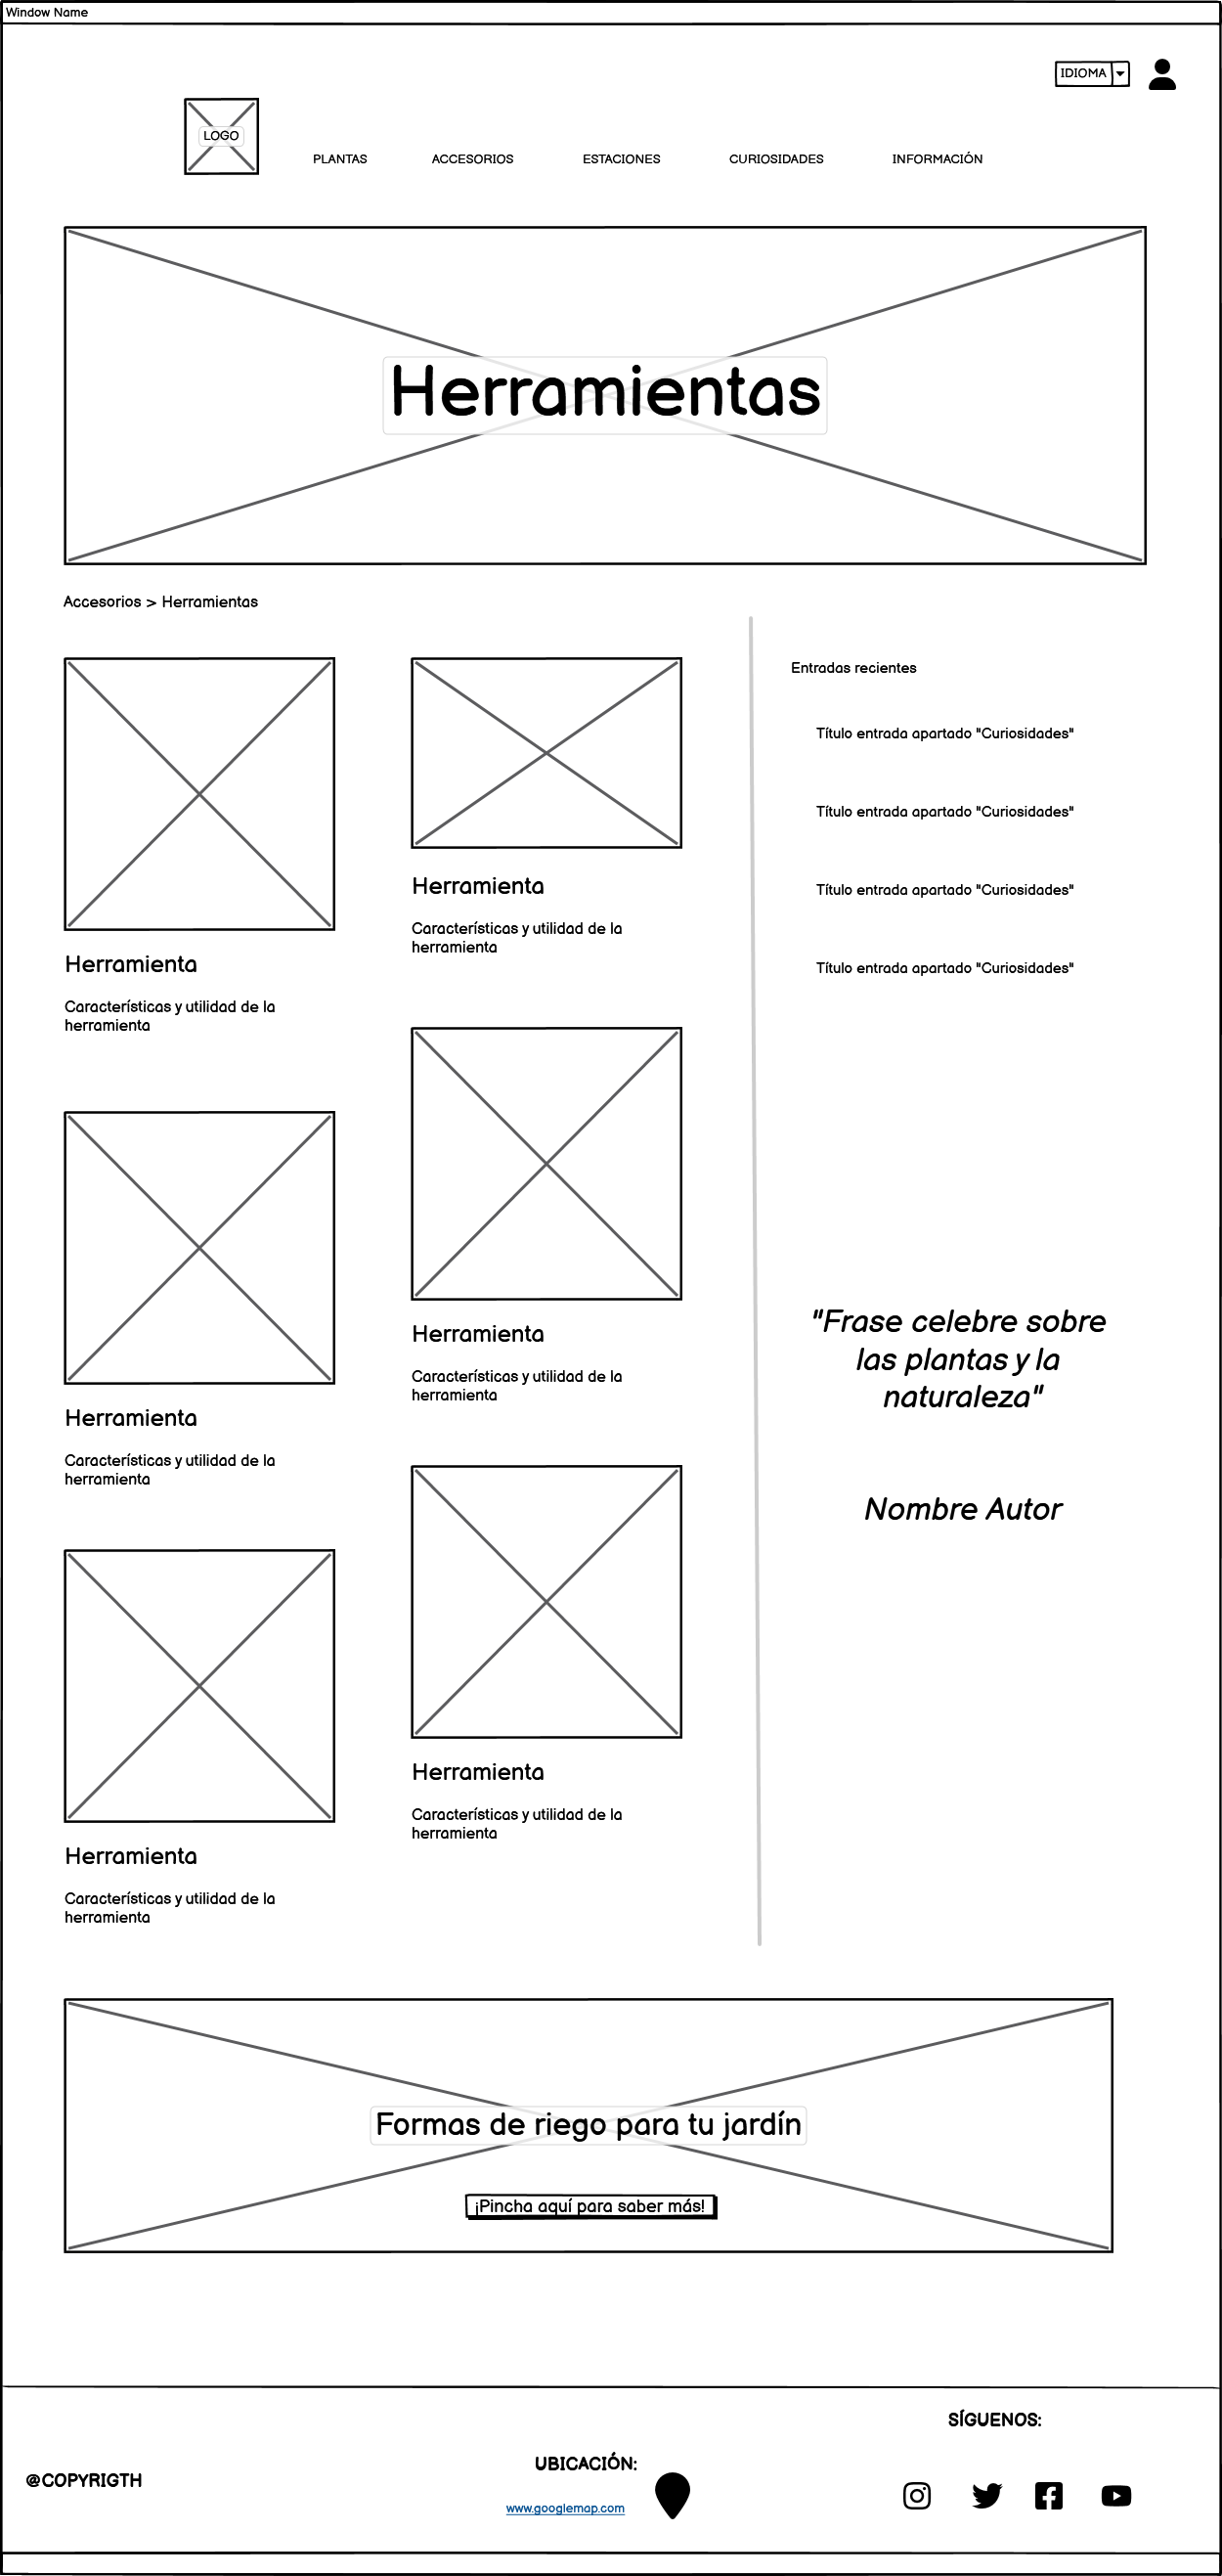 Window Name
IDIOMA
LOGO
PLANTAS
ACCESORIOS
ESTACIONES
CURIOSIDADES
INFORMACIÓN
Herramientas
Accesorios > Herramientas
Herramienta
Características y utilidad de la
herramienta
Herramienta
Características y utilidad de la
herramienta
Herramienta
Características y utilidad de la
herramienta
Herramienta
Características y utilidad de la
herramienta
Herramienta
Características y utilidad de la
herramienta
Herramienta
Características y utilidad de la
herramienta
Entradas recientes
Título entrada apartado "Curiosidades"
Título entrada apartado "Curiosidades"
Título entrada apartado "Curiosidades"
Título entrada apartado "Curiosidades"
"Frase celebre sobre
las plantas y la
naturaleza"
Nombre Autor
Formas de riego para tu jardín
¡Pincha aquí para saber más!
@COPYRIGTH
UBICACIÓN:
www.googlemap.com
SÍGUENOS: